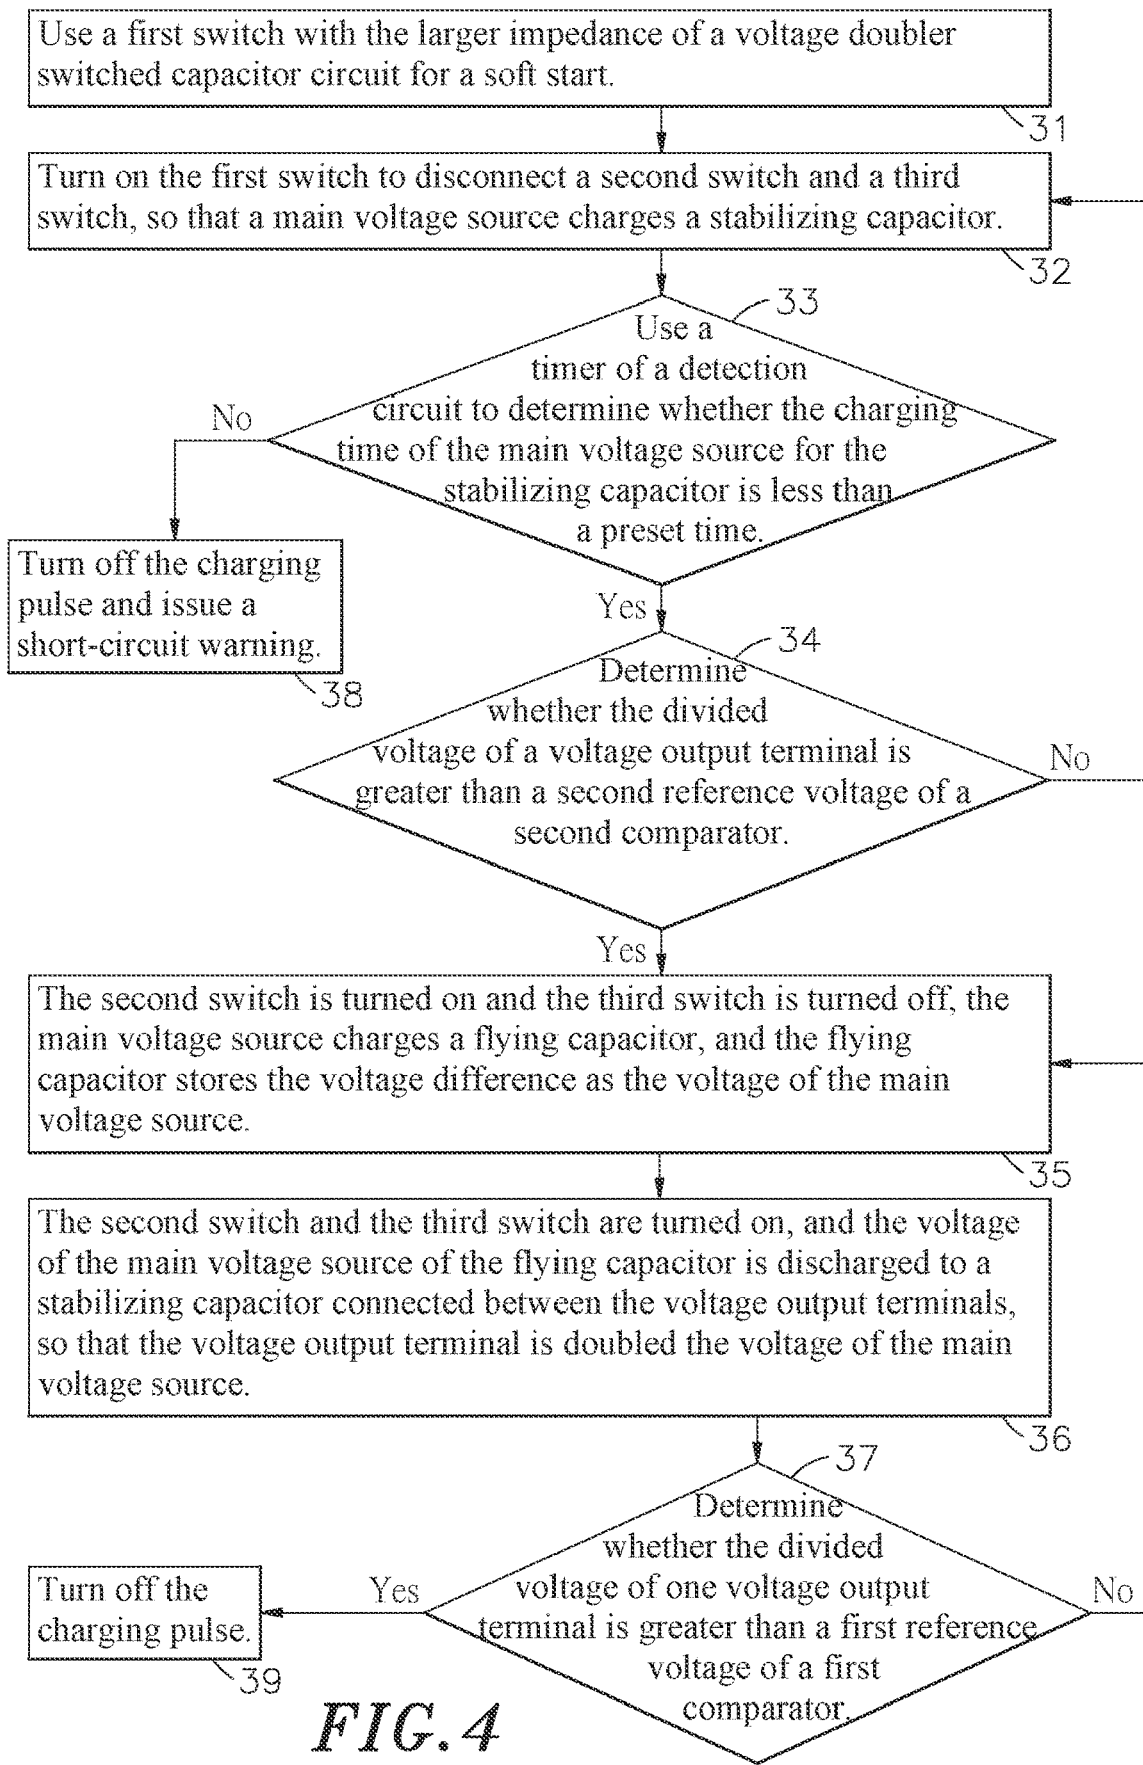 Use a first switch with the larger impedance of a voltage doubler
switched capacitor circuit for a soft start.
31
Turn on the first switch to disconnect a second switch and a third
switch, so that a main voltage source charges a stabilizing capacitor.
32
33
Use a
timer of a detection
circuit to determine whether the charging
time of the main voltage source for the
stabilizing capacitor is less than
a preset time.
No
Turn off the charging
pulse and issue a
short-circuit warning.
38
Yes
34
Determine
whether the divided
voltage of a voltage output terminal is
greater than a second reference voltage of a
second comparator.
No
Yes
The second switch is turned on and the third switch is turned off, the
main voltage source charges a flying capacitor, and the flying
capacitor stores the voltage difference as the voltage of the main
voltage source.
35
The second switch and the third switch are turned on, and the voltage
of the main voltage source of the flying capacitor is discharged to a
stabilizing capacitor connected between the voltage output terminals,
so that the voltage output terminal is doubled the voltage of the main
voltage source.
36
37
Determine
whether the divided
voltage of one voltage output
terminal is greater than a first reference
voltage of a first
comparator.
Yes
No
Turn off the
charging pulse.
39
FIG. 4